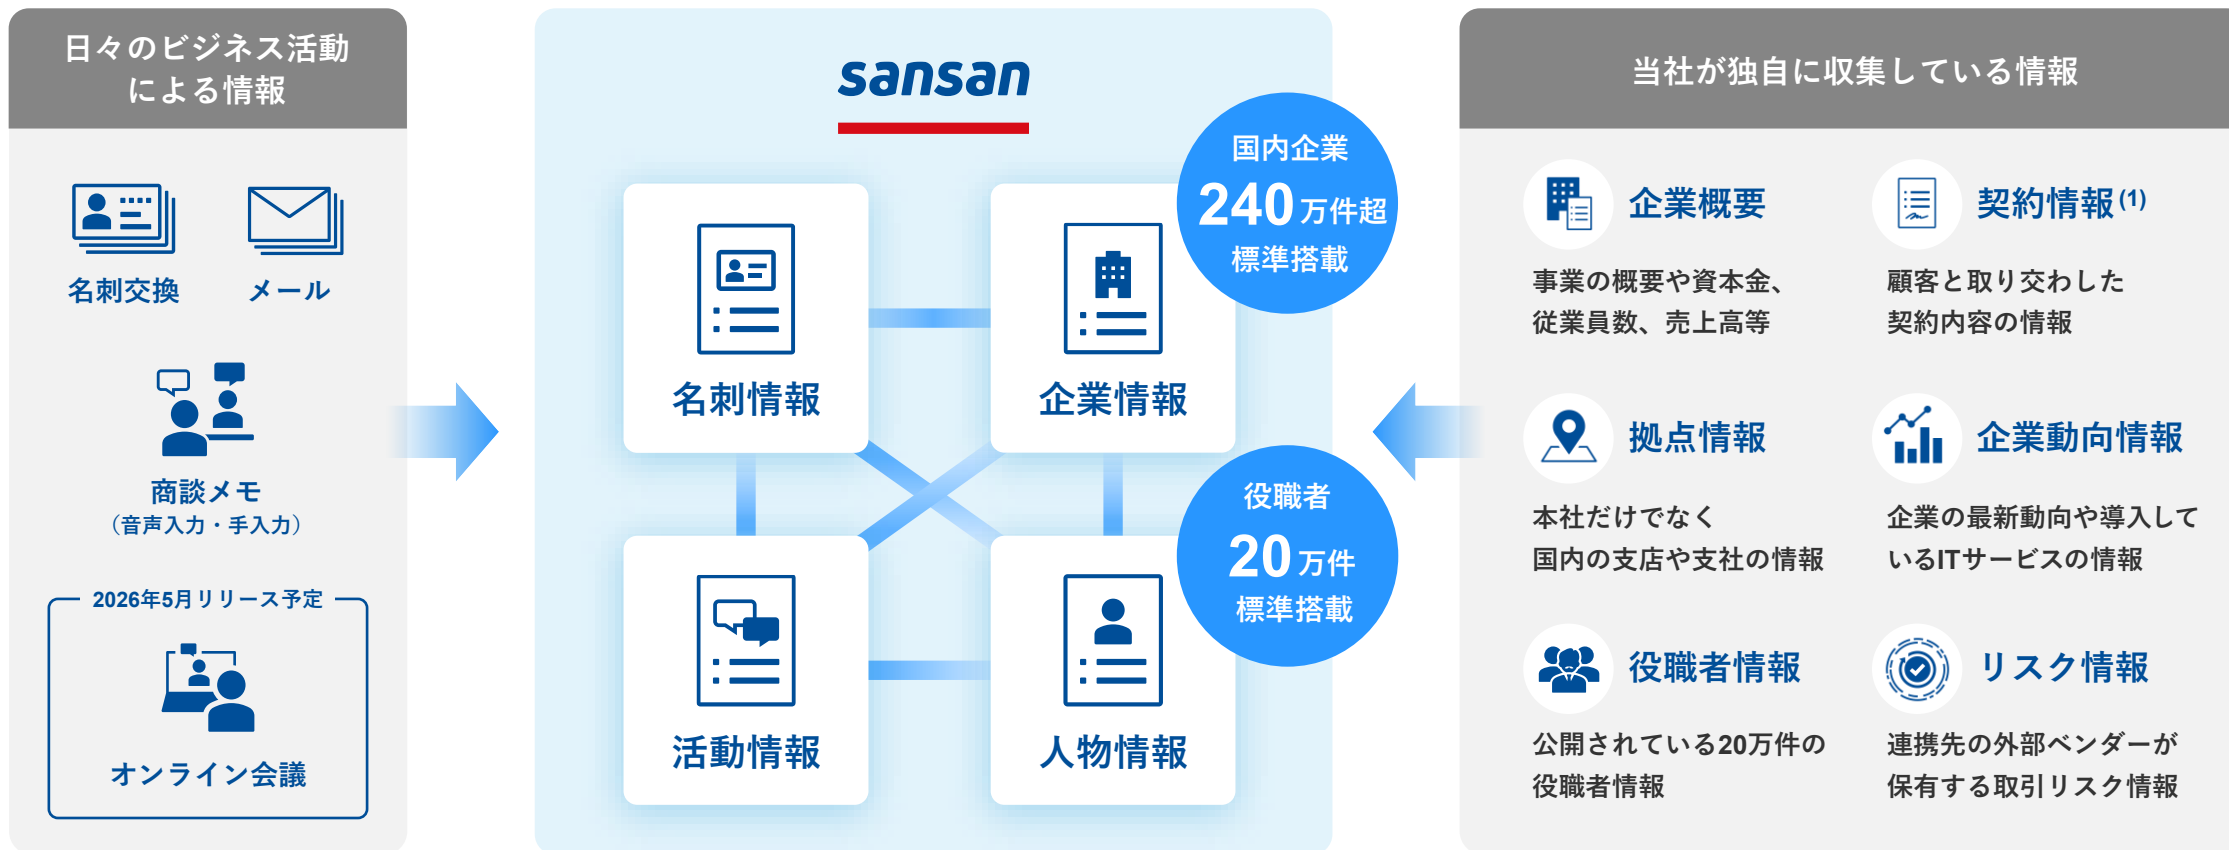 日々のビジネス活動
による情報
名刺交換
メール
商談メモ
（音声入力・手入力）
2026年5月リリース予定
オンライン会議
sansan
国内企業
240万件超
標準搭載
名刺情報
企業情報
役職者
20万件
標準搭載
活動情報
人物情報
当社が独自に収集している情報
企業概要
事業の概要や資本金、
従業員数、売上高等
契約情報(1)
顧客と取り交わした
契約内容の情報
拠点情報
本社だけでなく
国内の支店や支社の情報
企業動向情報
企業の最新動向や導入して
いるITサービスの情報
役職者情報
公開されている20万件の
役職者情報
リスク情報
連携先の外部ベンダーが
保有する取引リスク情報